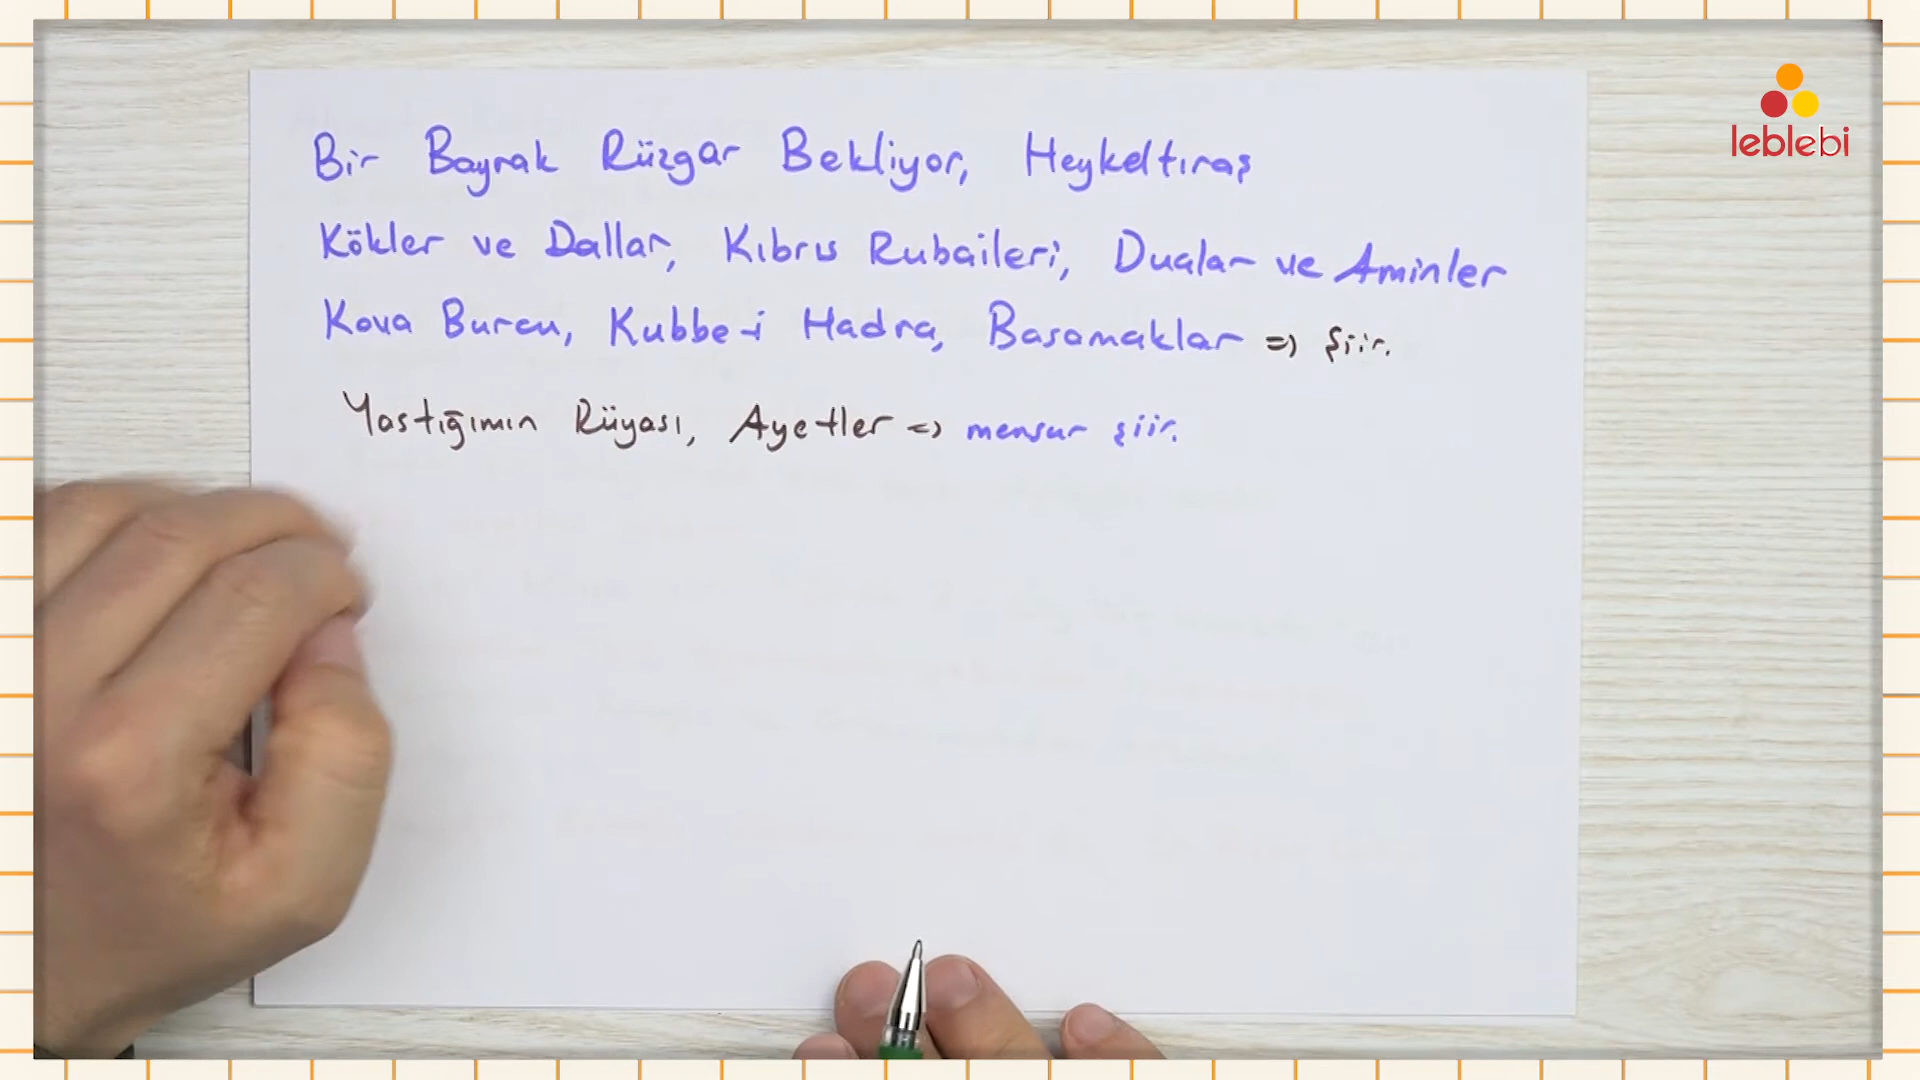 leblebi
Bir Bayrak Rüzgar Bekliyor, Heykeltıraş
Kökler ve Dallar, Kıbrıs Rubaileri, Dualar ve Aminler
Kova Burcu, Kubbe-i Hadra, Basamaklar => şiir.
Yastığımın Rüyası, Ayetler => mensur şiir.